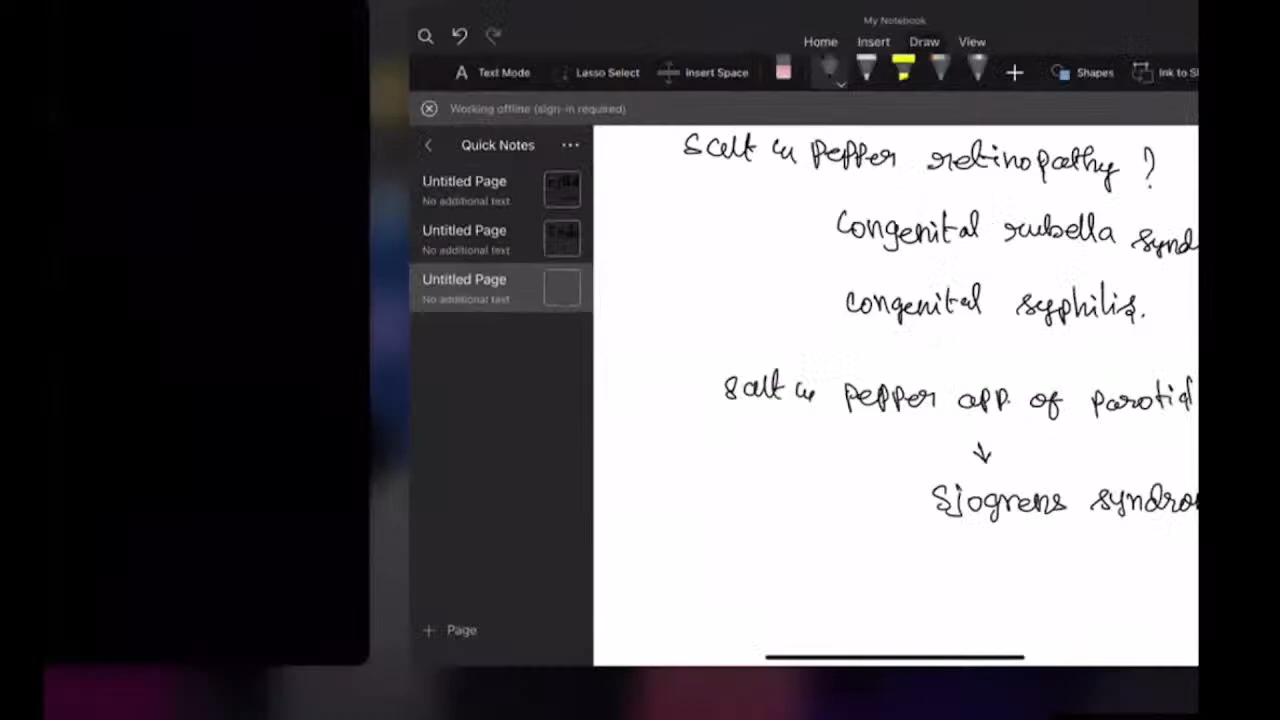 My Notebook
Home Insert Draw View
Text Mode Lasso Select Insert Space Shapes Ink to S
Working offline (sign-in required)
Quick Notes
Untitled Page
No additional text
Untitled Page
No additional text
Untitled Page
No additional text
Page
Salt n pepper retinopathy ?
Congenital rubella synd
congenital syphilis.
Salt n pepper app. of parotid
↓
Sjogrens syndro